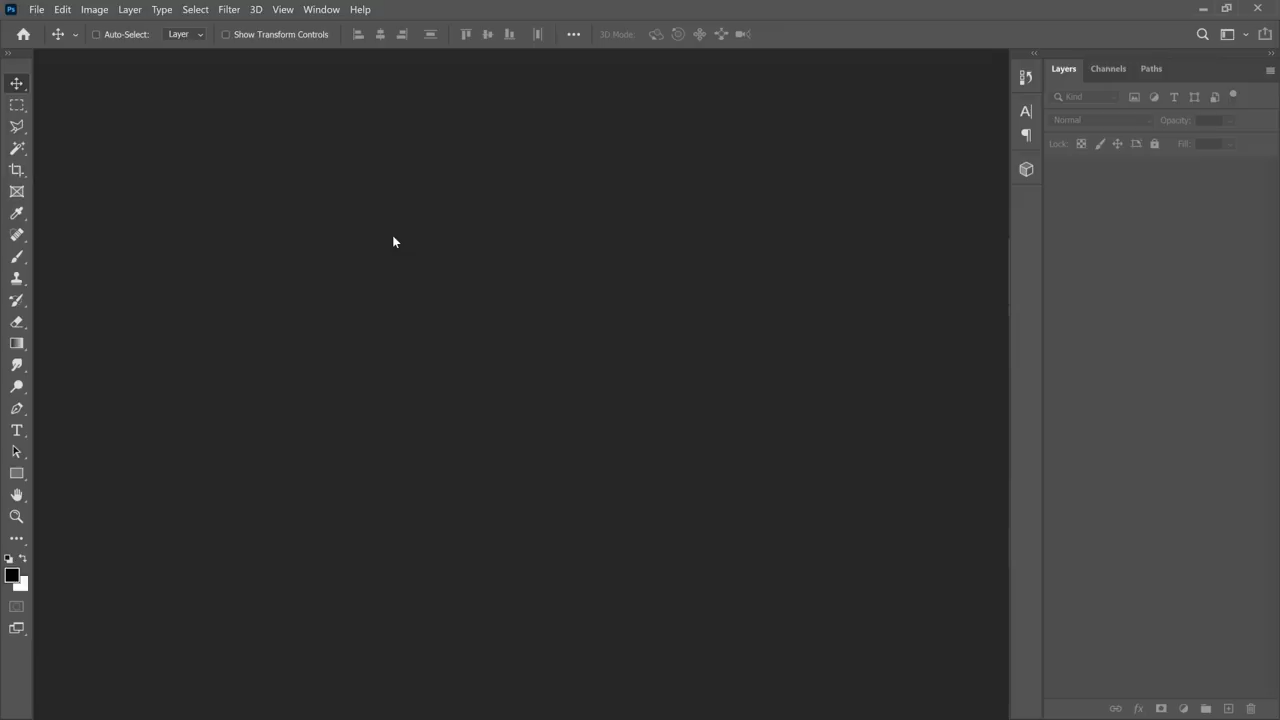 Ps File Edit Image Layer Type Select Filter 3D View Window Help
Auto-Select: Layer Show Transform Controls 3D Mode:
Layers Channels Paths
Kind
Normal Opacity:
Lock: Fill: